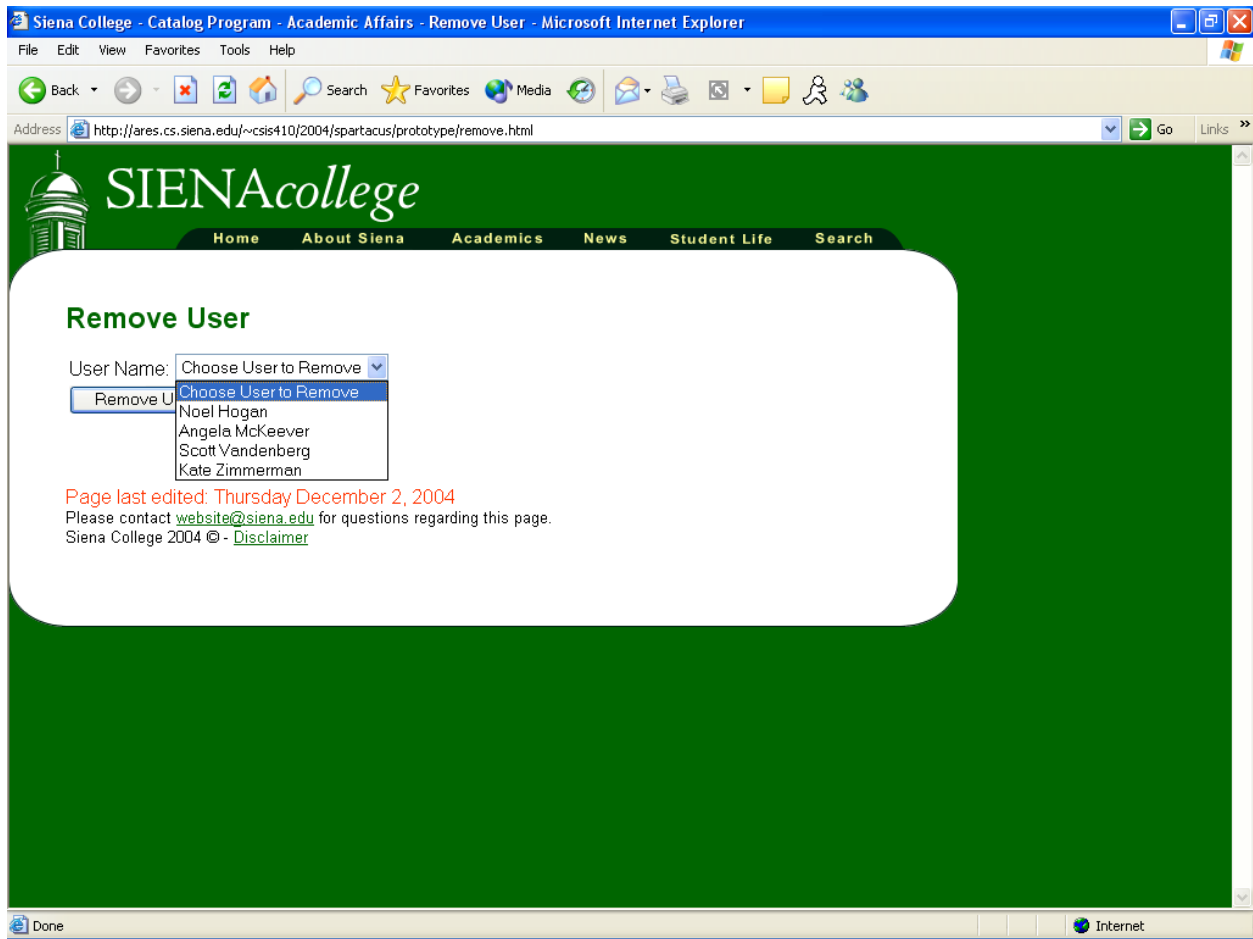 Siena College - Catalog Program - Academic Affairs - Remove User - Microsoft Internet Explorer
File Edit View Favorites Tools Help
Back Search Favorites Media
Address http://ares.cs.siena.edu/~csis410/2004/spartacus/prototype/remove.html Go Links »
SIENAcollege
Home About Siena Academics News Student Life Search
Remove User
User Name: Choose User to Remove
Remove U Choose User to Remove
Noel Hogan
Angela McKeever
Scott Vandenberg
Kate Zimmerman
Page last edited: Thursday December 2, 2004
Please contact website@siena.edu for questions regarding this page.
Siena College 2004 © - Disclaimer
Done Internet